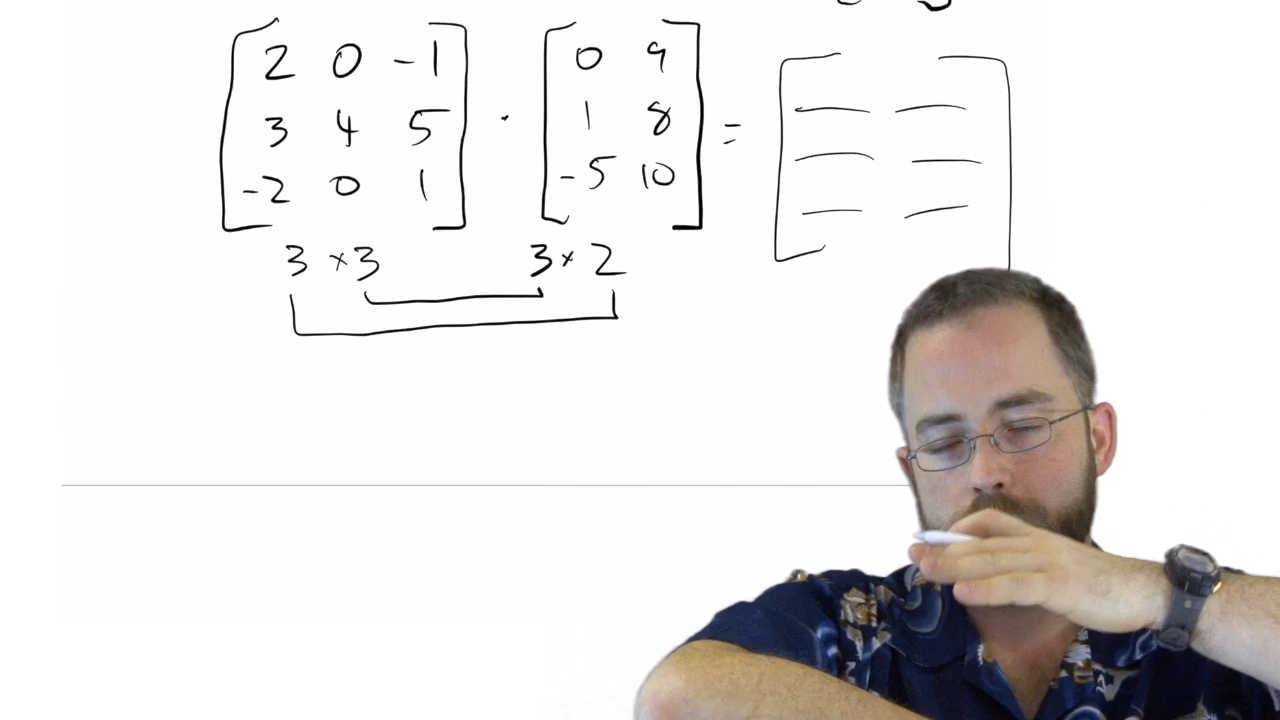 2 0 -1 0 9
3 4 5 · 1 8 =
-2 0 1 -5 10
3 × 3 3 × 2